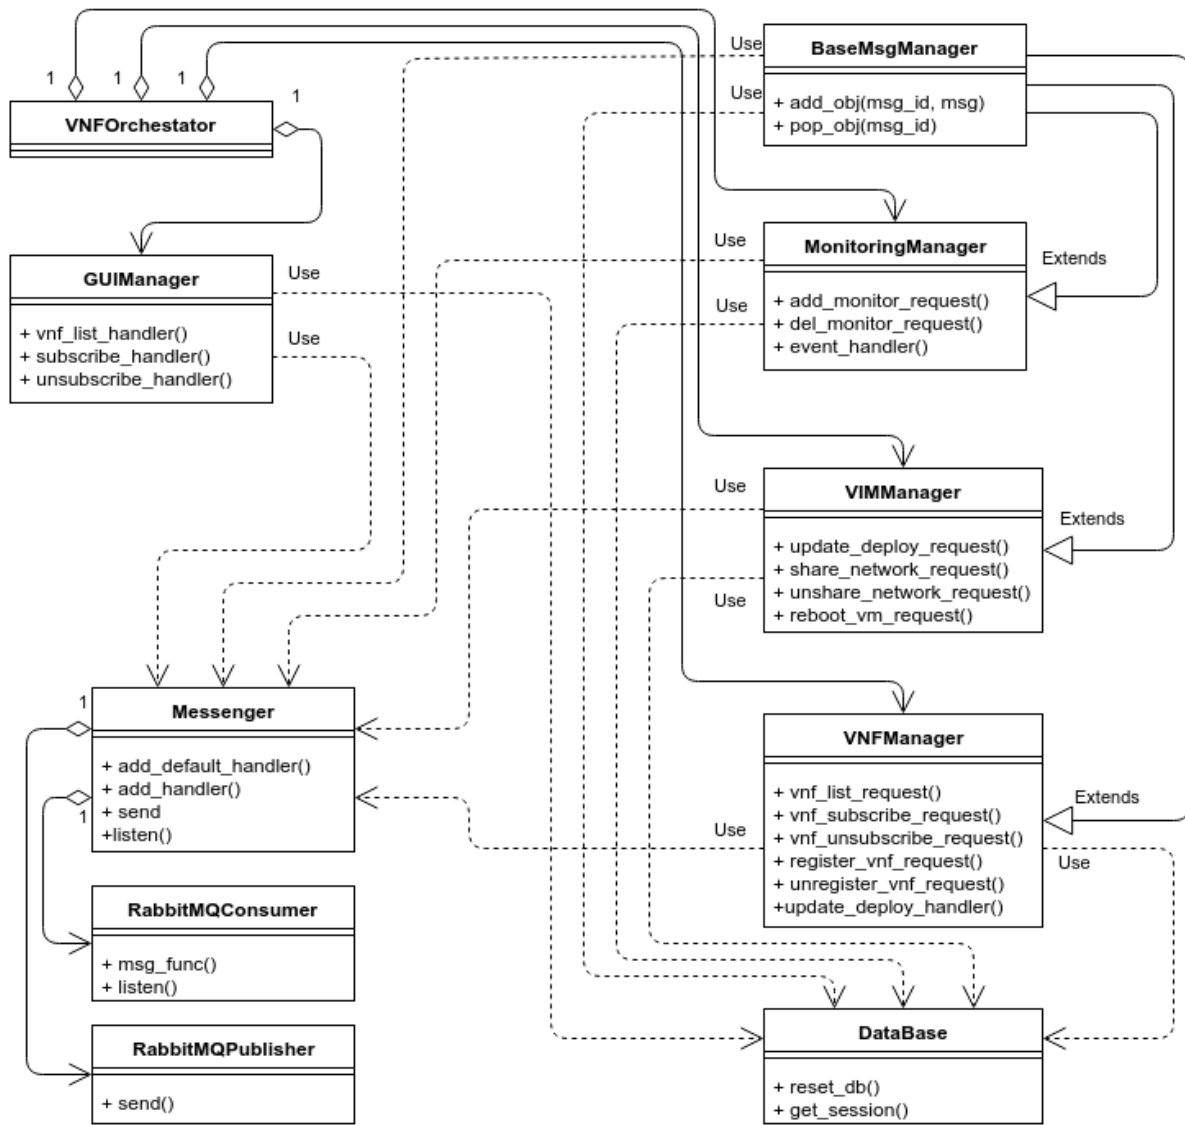 1
1
1
1
VNFOrchestator
Use
Use
BaseMsgManager
+ add_obj(msg_id, msg)
+ pop_obj(msg_id)
GUIManager
+ vnf_list_handler()
+ subscribe_handler()
+ unsubscribe_handler()
Use
Use
Use
Use
MonitoringManager
+ add_monitor_request()
+ del_monitor_request()
+ event_handler()
Extends
Use
Use
VIMManager
+ update_deploy_request()
+ share_network_request()
+ unshare_network_request()
+ reboot_vm_request()
Extends
1
1
Messenger
+ add_default_handler()
+ add_handler()
+ send
+listen()
Use
VNFManager
+ vnf_list_request()
+ vnf_subscribe_request()
+ vnf_unsubscribe_request()
+ register_vnf_request()
+ unregister_vnf_request()
+update_deploy_handler()
Extends
Use
RabbitMQConsumer
+ msg_func()
+ listen()
RabbitMQPublisher
+ send()
DataBase
+ reset_db()
+ get_session()